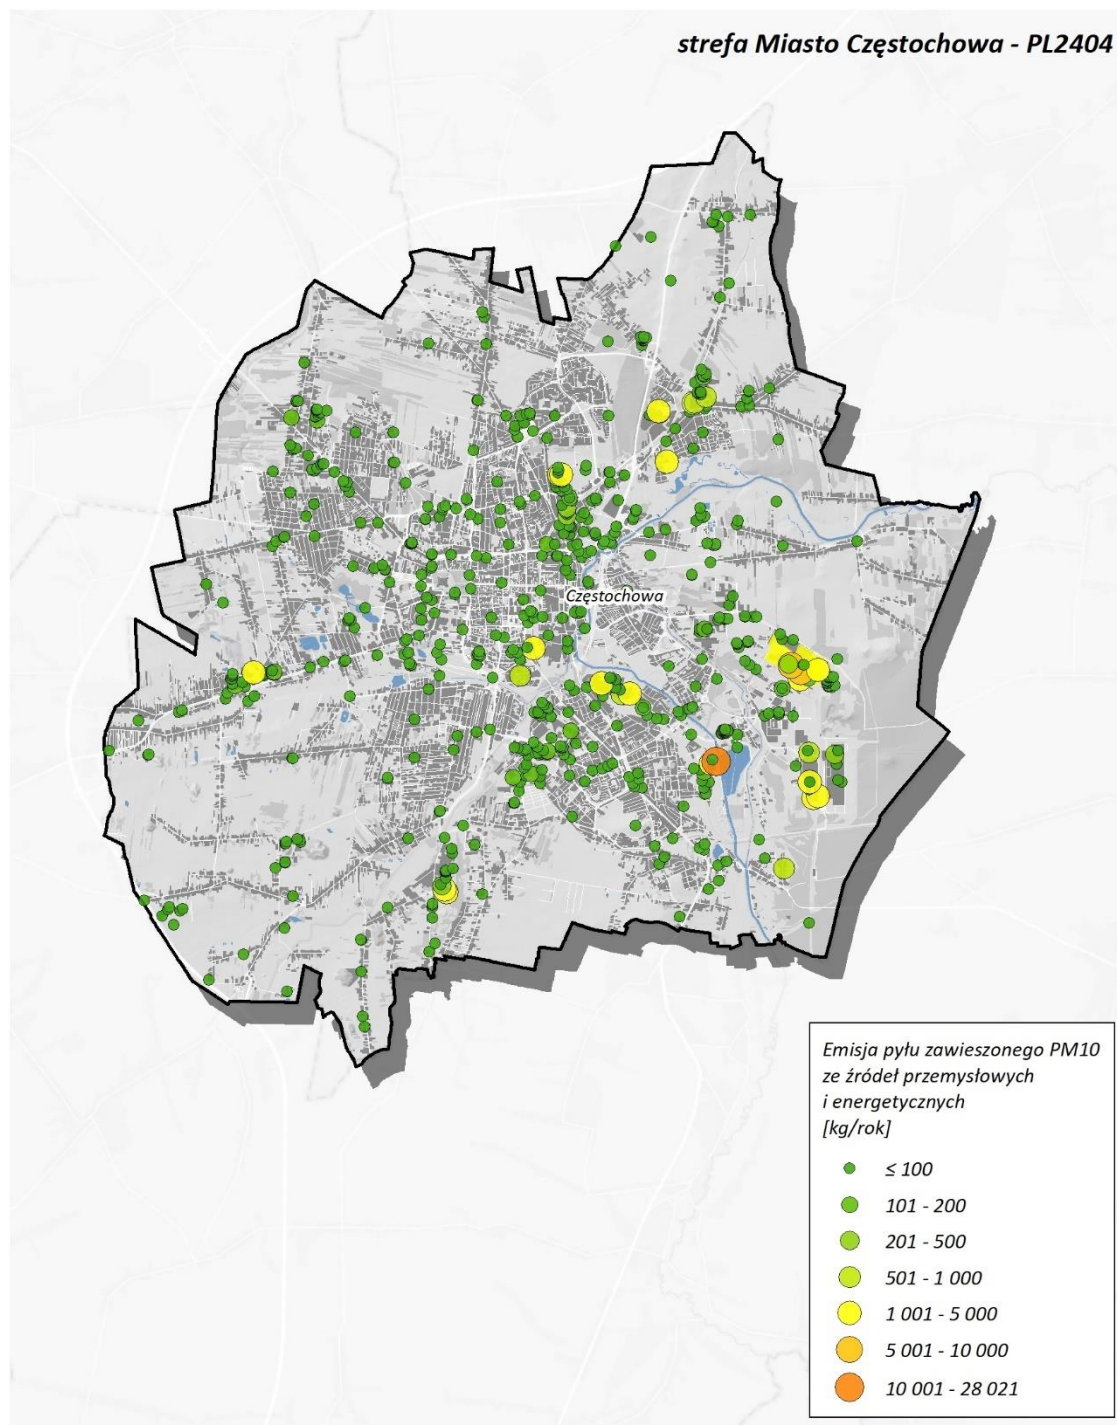 strefa Miasto Częstochowa - PL2404
Częstochowa
Emisja pyłu zawieszonego PM10
ze źródeł przemysłowych
i energetycznych
[kg/rok]
≤ 100
101 - 200
201 - 500
501 - 1 000
1 001 - 5 000
5 001 - 10 000
10 001 - 28 021